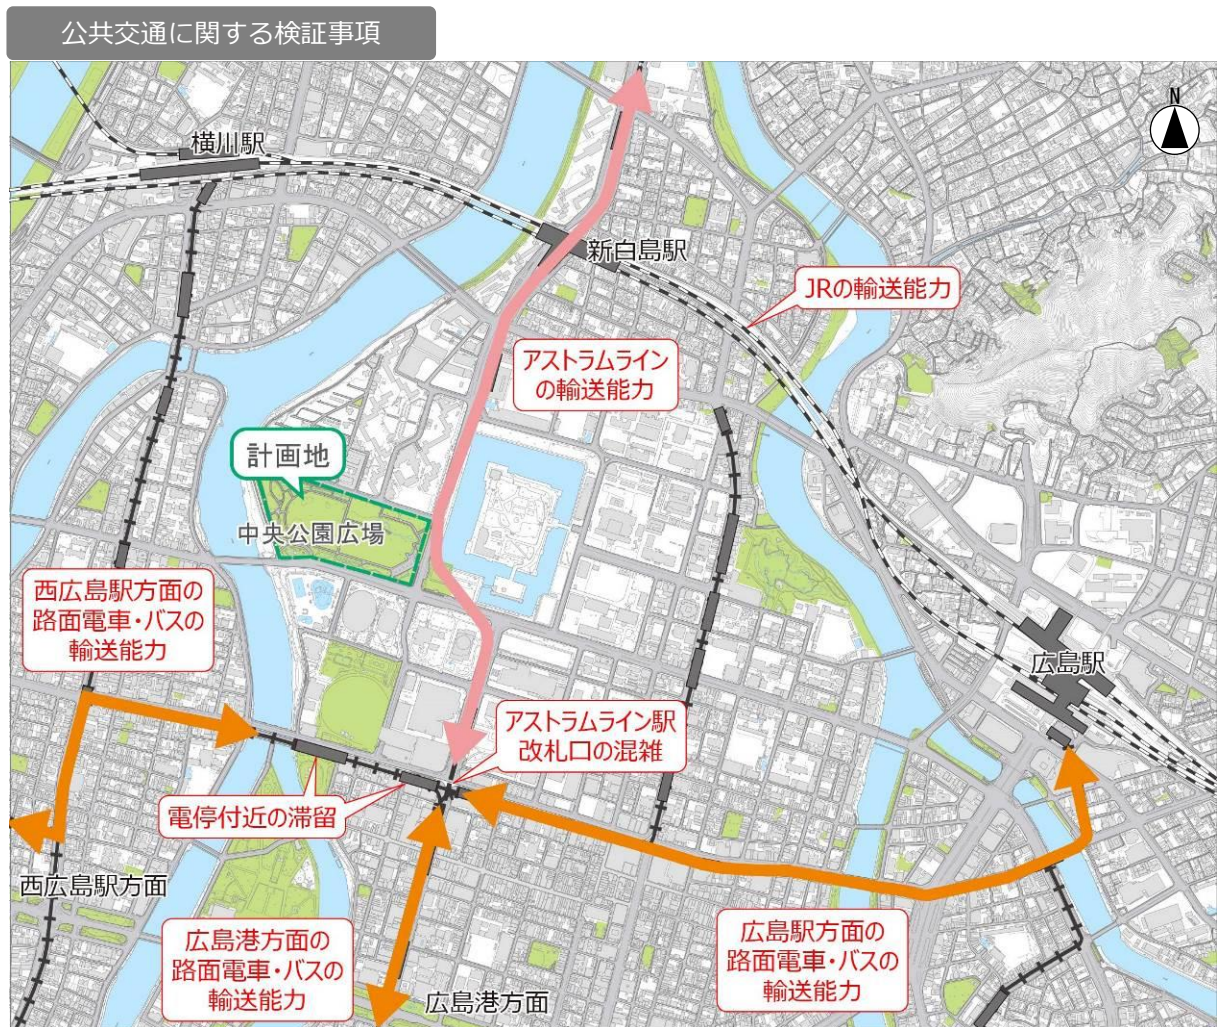 公共交通に関する検証事項
N
横川駅
新白島駅
JRの輸送能力
アストラムライン
の輸送能力
計画地
中央公園広場
西広島駅方面の
路面電車・バスの
輸送能力
広島駅
アストラムライン駅
改札口の混雑
電停付近の滞留
西広島駅方面
広島港方面の
路面電車・バスの
輸送能力
広島港方面
広島駅方面の
路面電車・バスの
輸送能力